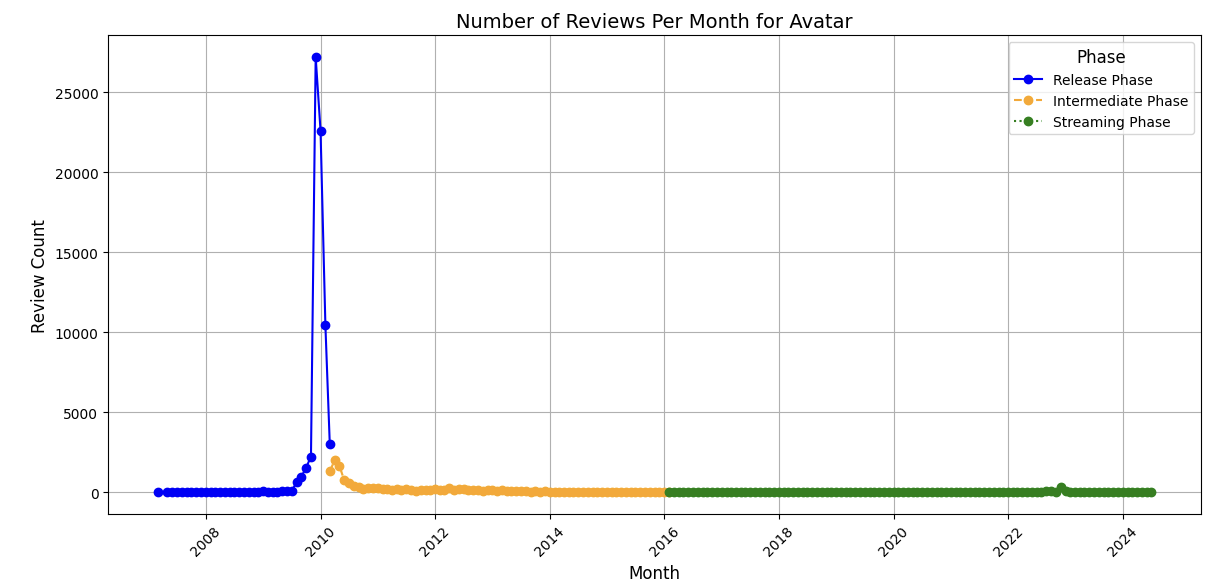 Number of Reviews Per Month for Avatar
Phase
Release Phase
Intermediate Phase
Streaming Phase
Review Count
25000
20000
15000
10000
5000
0
2008
2010
2012
2014
2016
2018
2020
2022
2024
Month